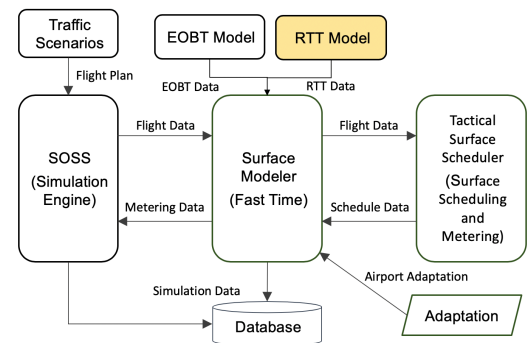 Traffic
Scenarios
EOBT Model
RTT Model
Flight Plan
EOBT Data
RTT Data
SOSS
(Simulation
Engine)
Flight Data
Metering Data
Surface
Modeler
(Fast Time)
Flight Data
Schedule Data
Tactical
Surface
Scheduler
(Surface
Scheduling
and
Metering)
Airport Adaptation
Simulation Data
Database
Adaptation